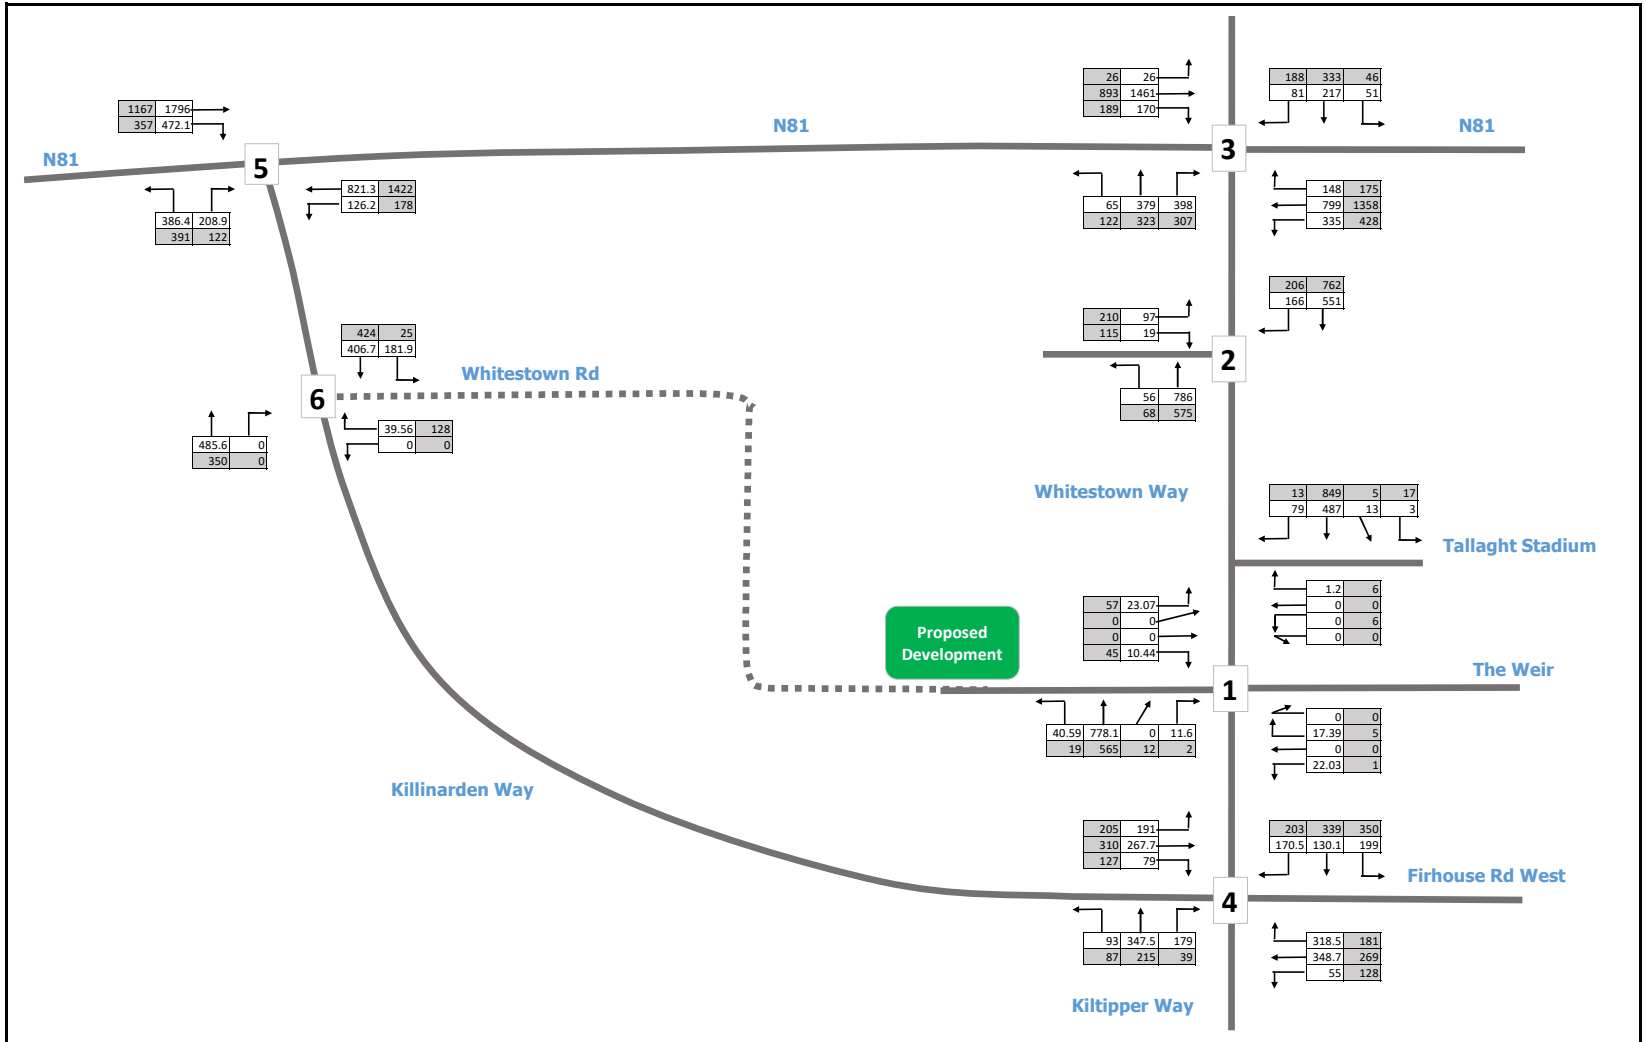 26 26
893 1461
189 170
188 333 46
81 217 51
1167 1796
357 472.1
N81
N81
N81
5
3
821.3 1422
126.2 178
386.4 208.9
391 122
65 379 398
122 323 307
148 175
799 1358
335 428
206 762
166 551
210 97
115 19
2
424 25
406.7 181.9
Whitestown Rd
6
56 786
68 575
39.56 128
0 0
485.6 0
350 0
Whitestown Way
13 849 5 17
79 487 13 3
Tallaght Stadium
1.2 6
0 0
0 6
0 0
57 23.07
0 0
0 0
45 10.44
Proposed
Development
The Weir
1
40.59 778.1 0 11.6
19 565 12 2
0 0
17.39 5
0 0
22.03 1
Killinarden Way
205 191
310 267.7
127 79
203 339 350
170.5 130.1 199
Firhouse Rd West
4
93 347.5 179
87 215 39
318.5 181
348.7 269
55 128
Kiltipper Way